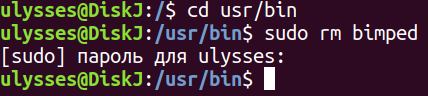 ulysses@DiskJ:/$ cd usr/bin
ulysses@DiskJ:/usr/bin$ sudo rm bimped
[sudo] пароль для ulysses:
ulysses@DiskJ:/usr/bin$